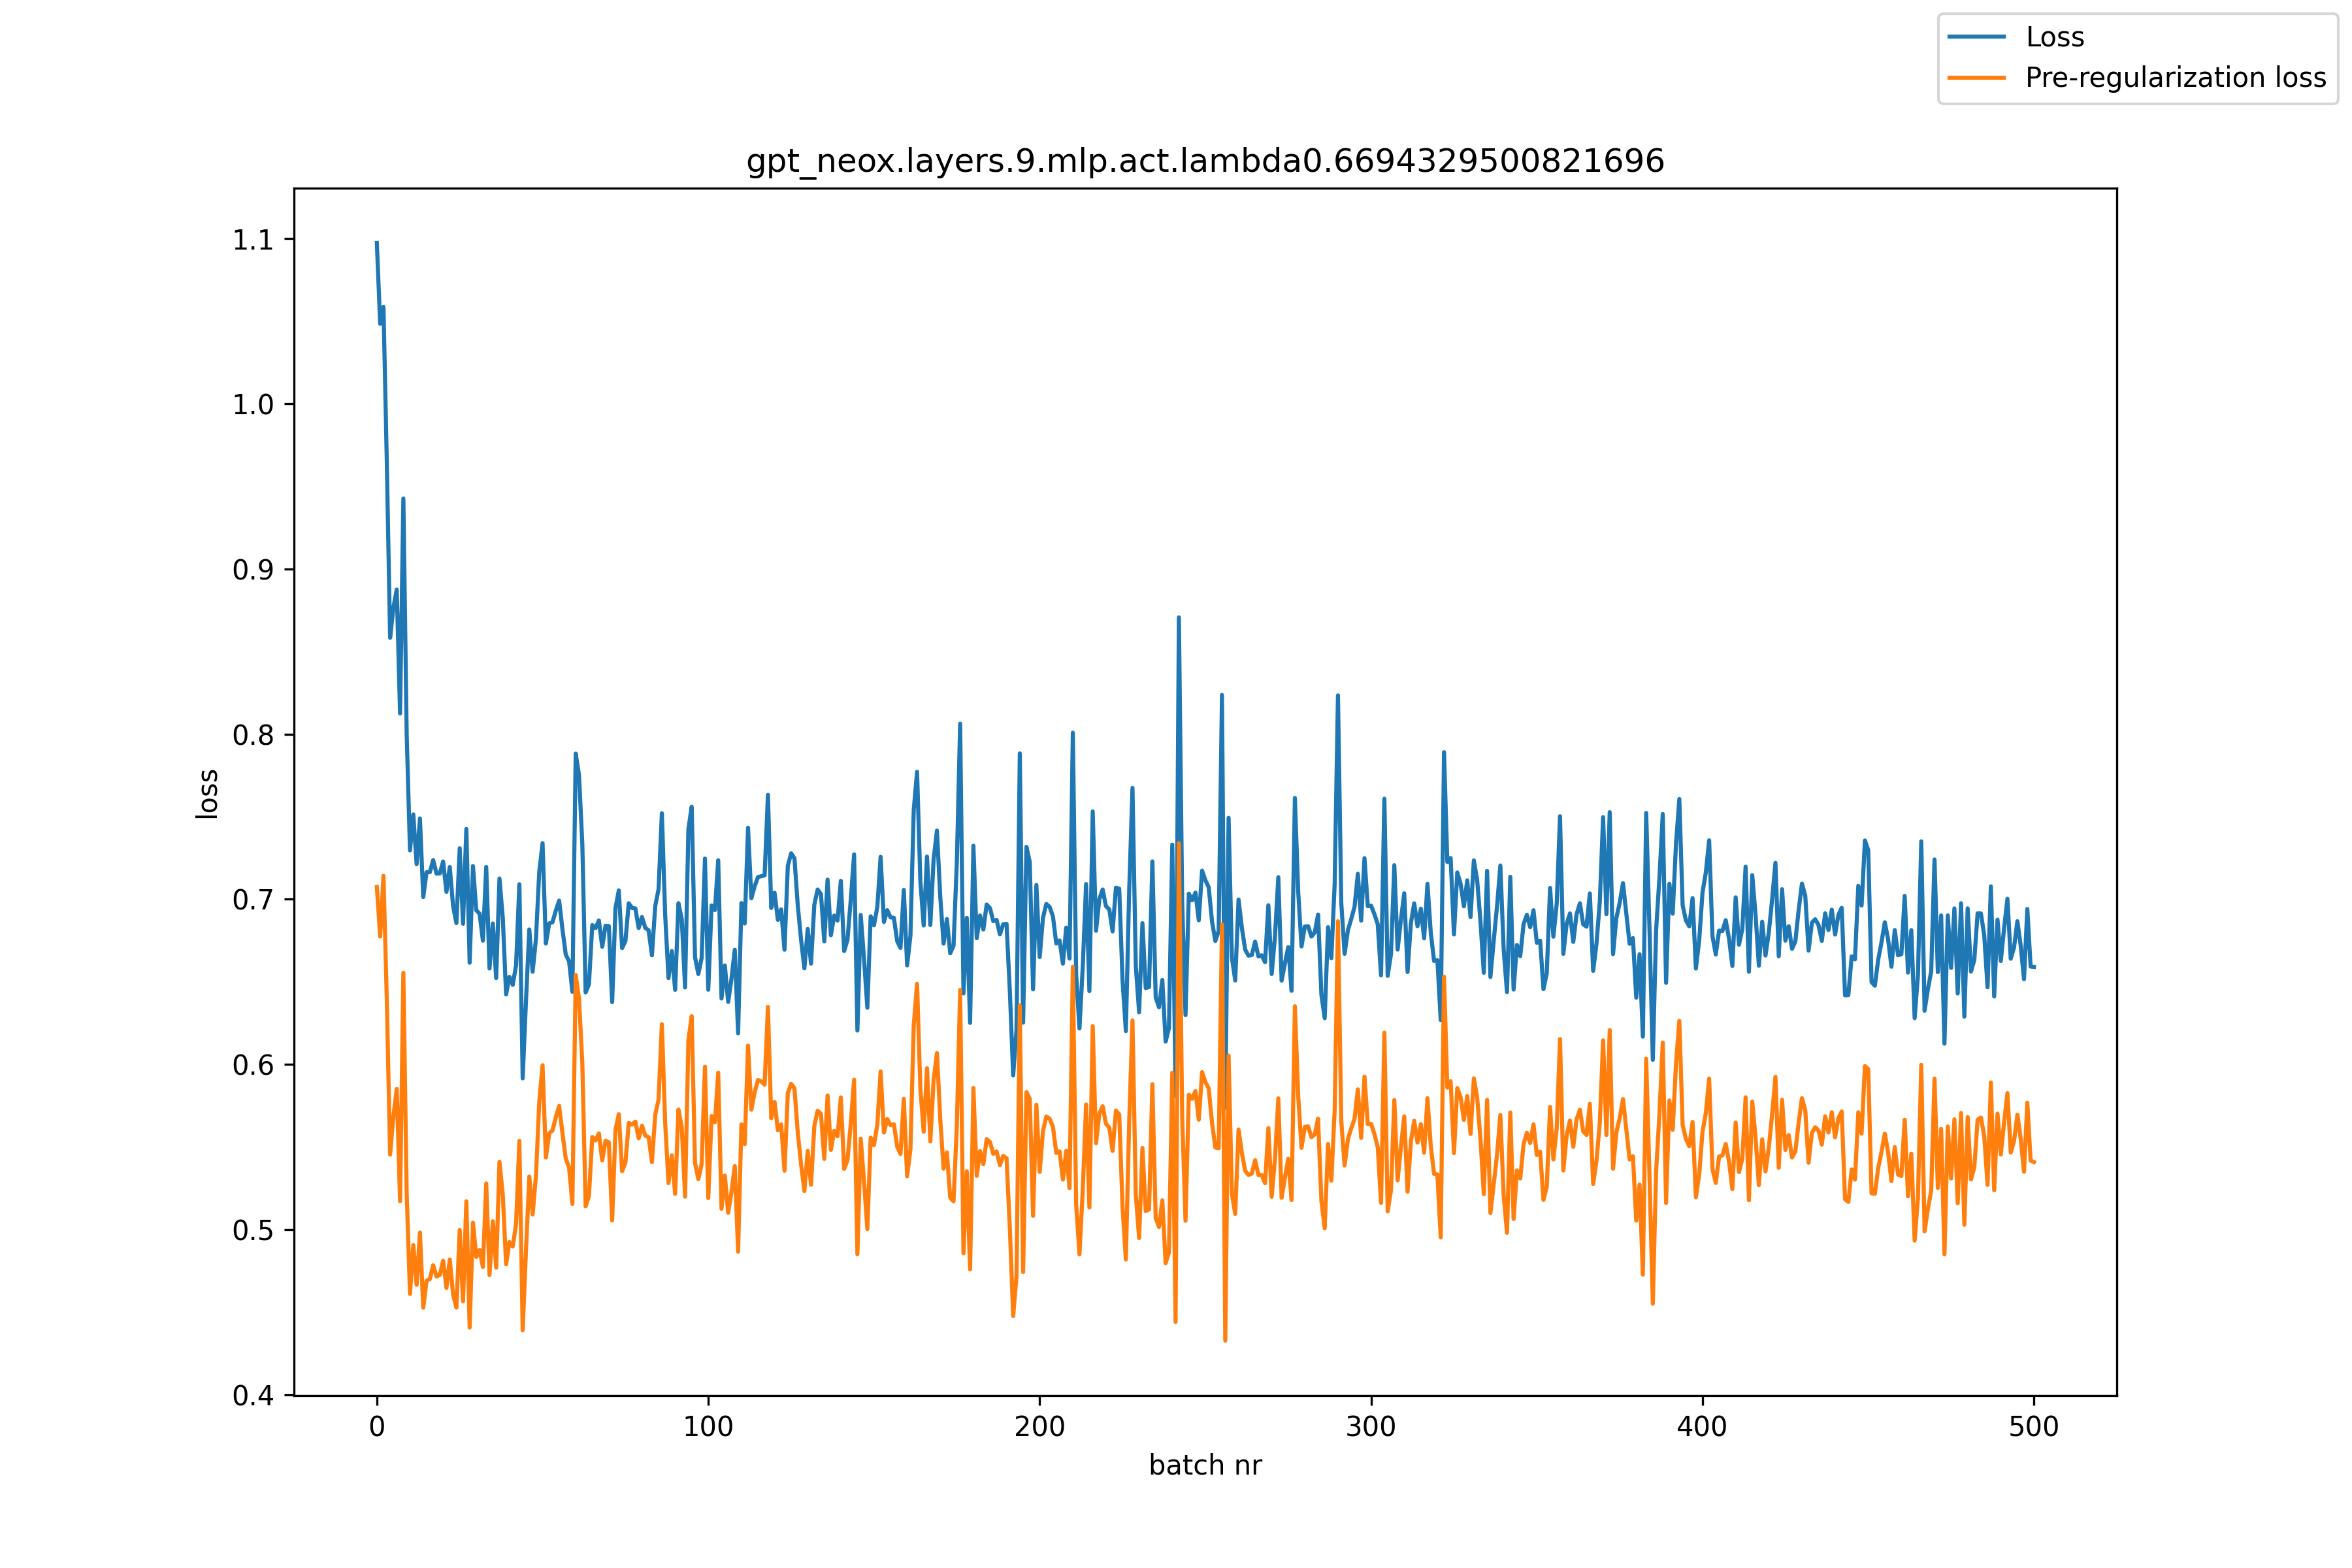 Loss
Pre-regularization loss
gpt_neox.layers.9.mlp.act.lambda0.6694329500821696
1.1
1.0
0.9
0.8
0.7
0.6
0.5
0.4
loss
0 100 200 300 400 500
batch nr